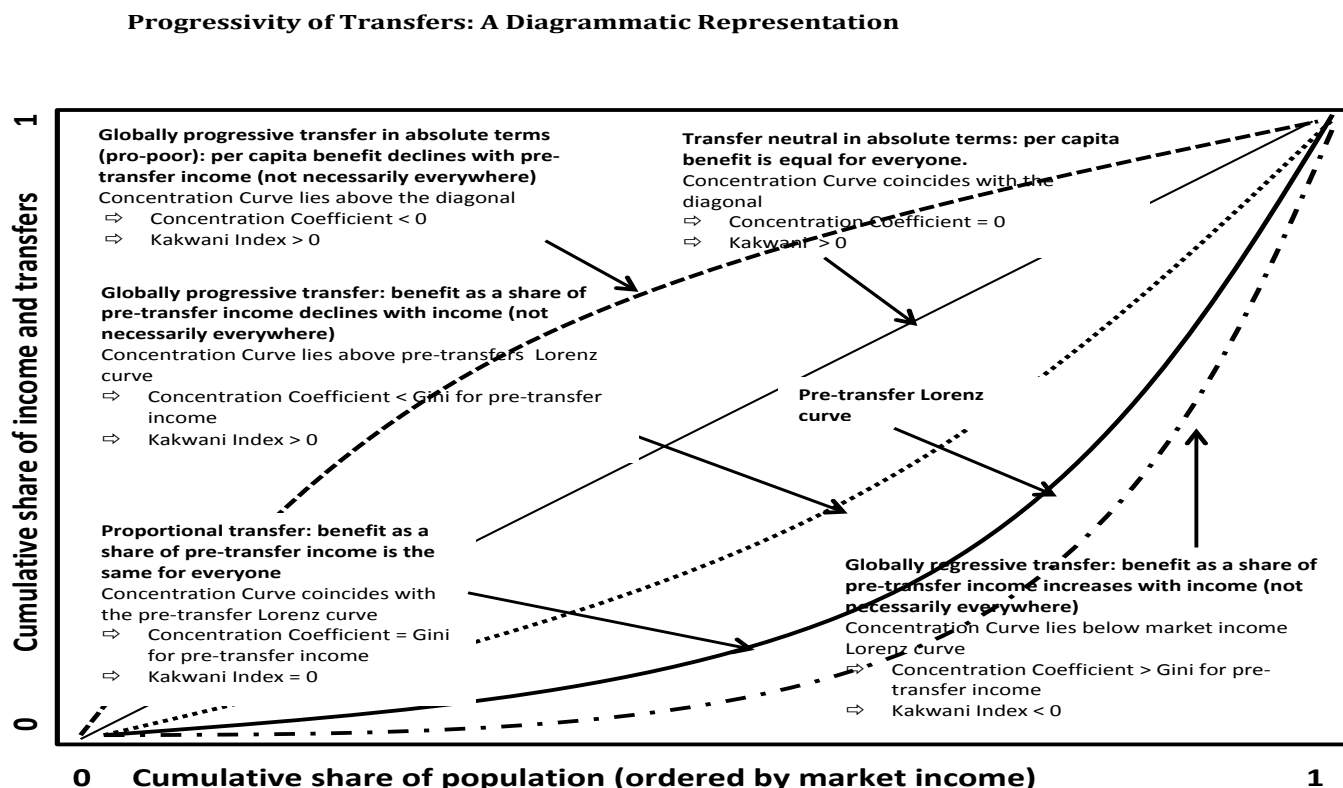 Progressivity of Transfers: A Diagrammatic Representation
Cumulative share of income and transfers
1
0
Globally progressive transfer in absolute terms
(pro-poor): per capita benefit declines with pre-
transfer income (not necessarily everywhere)
Concentration Curve lies above the diagonal
⇨ Concentration Coefficient < 0
⇨ Kakwani Index > 0
Transfer neutral in absolute terms: per capita
benefit is equal for everyone.
Concentration Curve coincides with the
diagonal
⇨ Concentration Coefficient = 0
⇨ Kakwani > 0
Globally progressive transfer: benefit as a share of
pre-transfer income declines with income (not
necessarily everywhere)
Concentration Curve lies above pre-transfers Lorenz
curve
⇨ Concentration Coefficient < Gini for pre-transfer
income
⇨ Kakwani Index > 0
Pre-transfer Lorenz
curve
Proportional transfer: benefit as a
share of pre-transfer income is the
same for everyone
Concentration Curve coincides with
the pre-transfer Lorenz curve
⇨ Concentration Coefficient = Gini
for pre-transfer income
⇨ Kakwani Index = 0
Globally regressive transfer: benefit as a share of
pre-transfer income increases with income (not
necessarily everywhere)
Concentration Curve lies below market income
Lorenz curve
⇨ Concentration Coefficient > Gini for pre-
transfer income
⇨ Kakwani Index < 0
0 Cumulative share of population (ordered by market income) 1